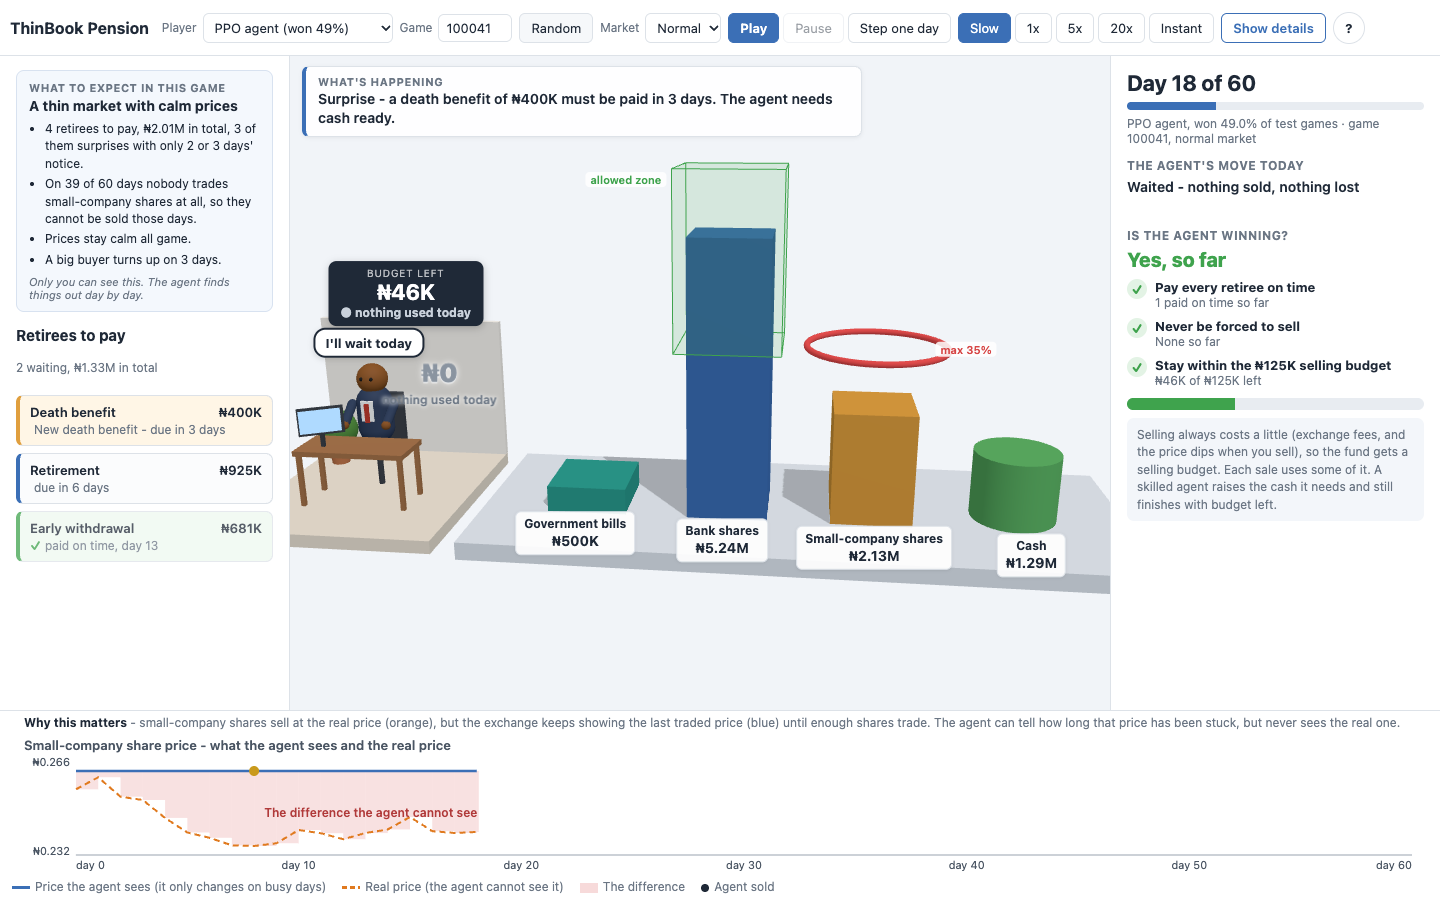 ThinBook Pension
Player
PPO agent (won 49%)
Game
100041
Random
Market
Normal
Play
Pause
Step one day
Slow
1x
5x
20x
Instant
Show details
?
WHAT TO EXPECT IN THIS GAME
A thin market with calm prices
• 4 retirees to pay, ₦2.01M in total, 3 of
them surprises with only 2 or 3 days'
notice.
• On 39 of 60 days nobody trades
small-company shares at all, so they
cannot be sold those days.
• Prices stay calm all game.
• A big buyer turns up on 3 days.
Only you can see this. The agent finds
things out day by day.
Retirees to pay
2 waiting, ₦1.33M in total
Death benefit ₦400K
New death benefit - due in 3 days
Retirement ₦925K
due in 6 days
Early withdrawal ₦681K
✓ paid on time, day 13
WHAT'S HAPPENING
Surprise - a death benefit of ₦400K must be paid in 3 days. The agent needs
cash ready.
allowed zone
BUDGET LEFT
₦46K
nothing used today
I'll wait today
₦0
nothing used today
max 35%
Government bills
₦500K
Bank shares
₦5.24M
Small-company shares
₦2.13M
Cash
₦1.29M
Day 18 of 60
PPO agent, won 49.0% of test games · game
100041, normal market
THE AGENT'S MOVE TODAY
Waited - nothing sold, nothing lost
IS THE AGENT WINNING?
Yes, so far
Pay every retiree on time
1 paid on time so far
Never be forced to sell
None so far
Stay within the ₦125K selling budget
₦46K of ₦125K left
Selling always costs a little (exchange fees, and
the price dips when you sell), so the fund gets a
selling budget. Each sale uses some of it. A
skilled agent raises the cash it needs and still
finishes with budget left.
Why this matters - small-company shares sell at the real price (orange), but the exchange keeps showing the last traded price (blue) until enough shares trade. The agent can tell how long that price has been stuck, but never sees the real one.
Small-company share price - what the agent sees and the real price
₦0.266
The difference the agent cannot see
₦0.232
day 0
day 10
day 20
day 30
day 40
day 50
day 60
Price the agent sees (it only changes on busy days)
Real price (the agent cannot see it)
The difference
Agent sold